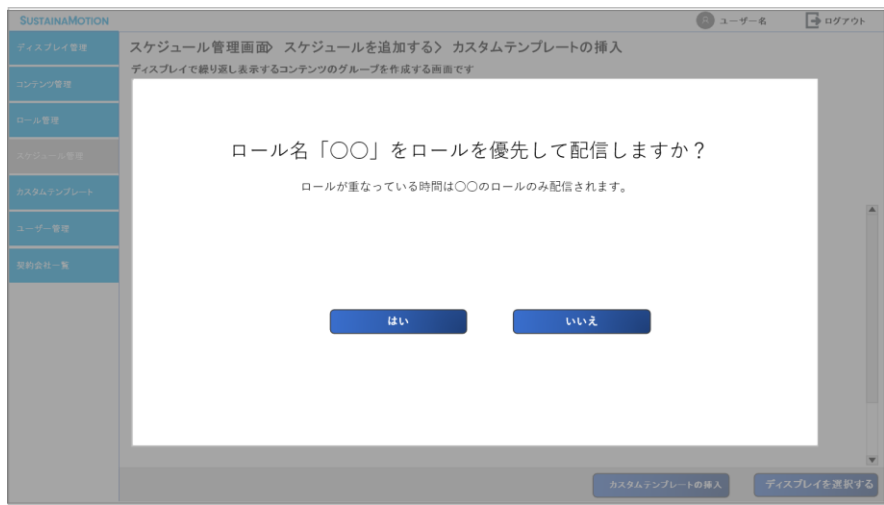 SUSTAINAMOTION
ユーザー名
ログアウト
ディスプレイ管理
コンテンツ管理
ロール管理
スケジュール管理
カスタムテンプレート
ユーザー管理
契約会社一覧
スケジュール管理画面〉 スケジュールを追加する〉 カスタムテンプレートの挿入
ディスプレイで繰り返し表示するコンテンツのグループを作成する画面です
ロール名「〇〇」をロールを優先して配信しますか？
ロールが重なっている時間は〇〇のロールのみ配信されます。
はい
いいえ
カスタムテンプレートの挿入
ディスプレイを選択する